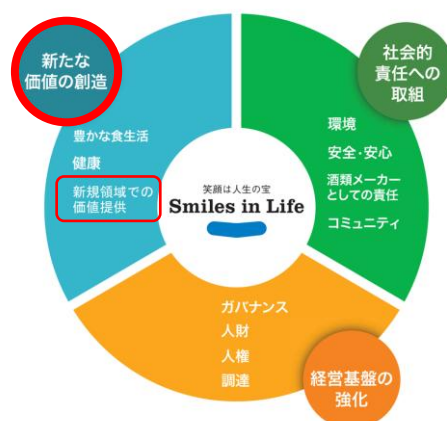 新たな
価値の創造
豊かな食生活
健康
新規領域での
価値提供
社会的
責任への
取組
環境
安全・安心
酒類メーカー
としての責任
コミュニティ
笑顔は人生の宝
Smiles in Life
ガバナンス
人財
人権
調達
経営基盤の
強化